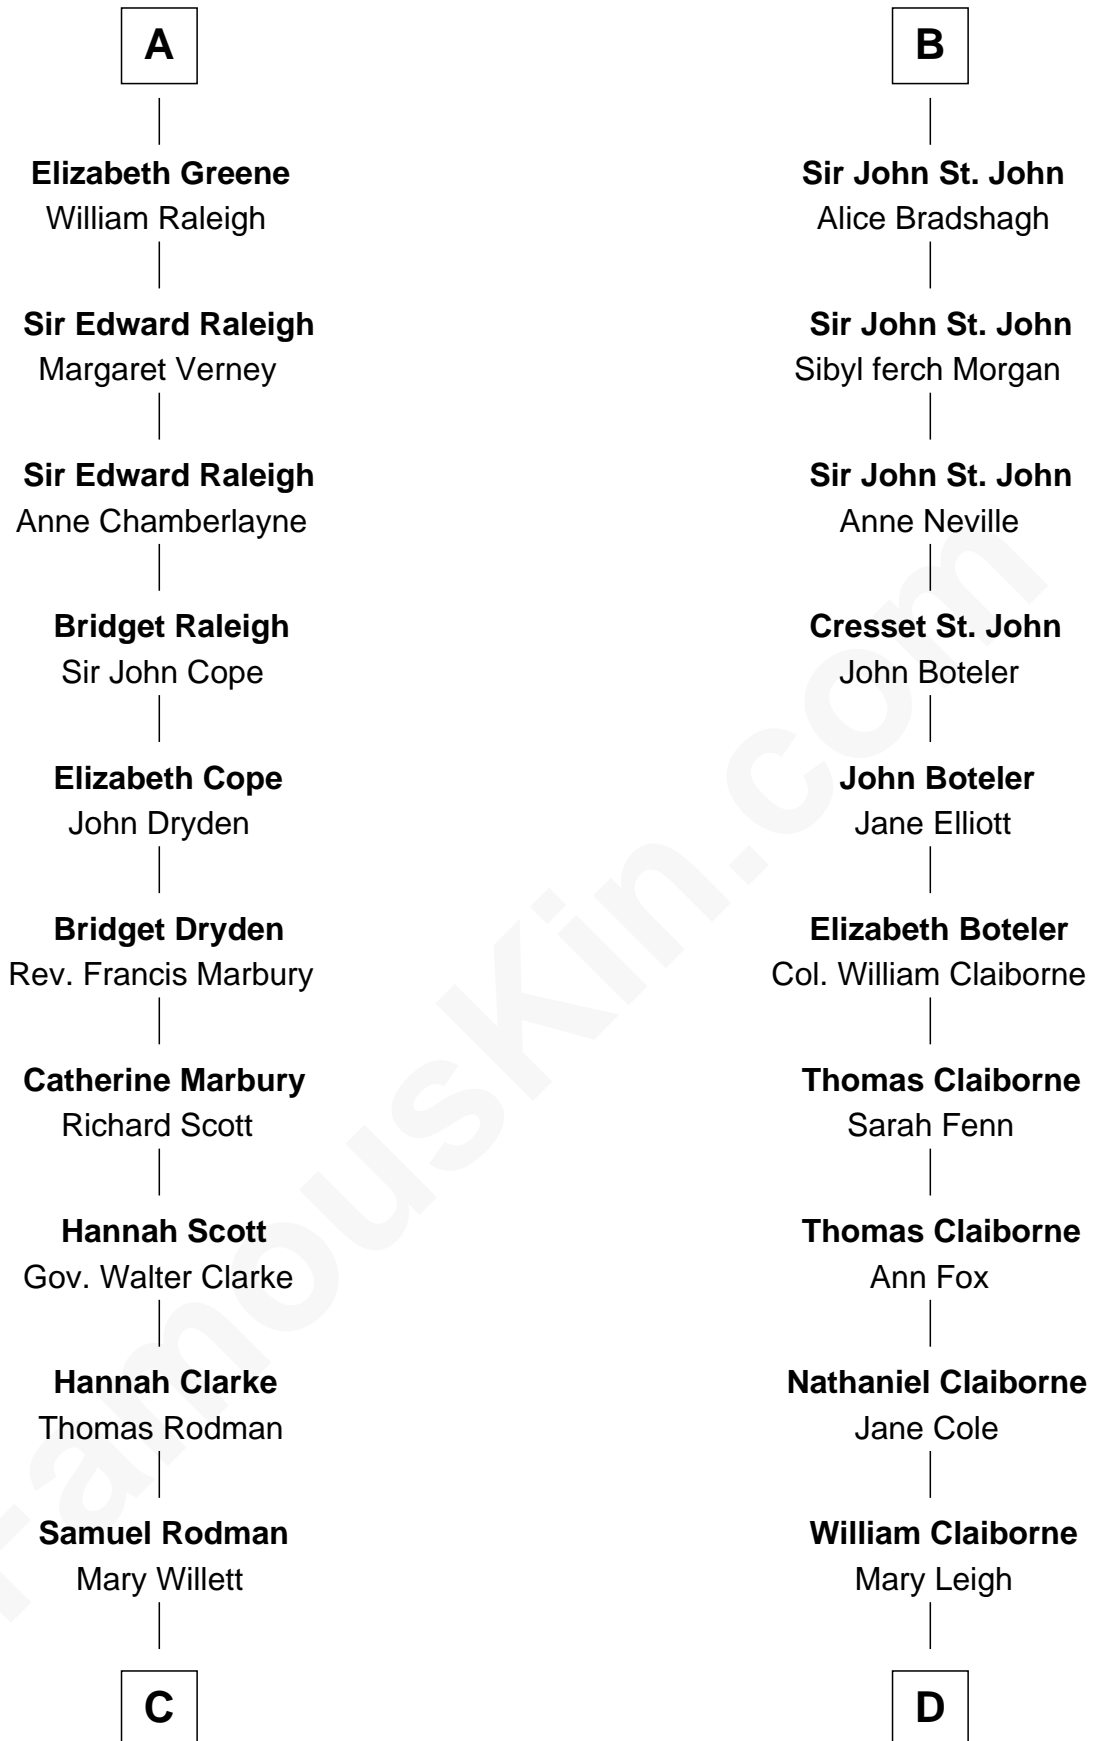 A
Elizabeth Greene
William Raleigh
Sir Edward Raleigh
Margaret Verney
Sir Edward Raleigh
Anne Chamberlayne
Bridget Raleigh
Sir John Cope
Elizabeth Cope
John Dryden
Bridget Dryden
Rev. Francis Marbury
Catherine Marbury
Richard Scott
Hannah Scott
Gov. Walter Clarke
Hannah Clarke
Thomas Rodman
Samuel Rodman
Mary Willett
C
B
Sir John St. John
Alice Bradshagh
Sir John St. John
Sibyl ferch Morgan
Sir John St. John
Anne Neville
Cresset St. John
John Boteler
John Boteler
Jane Elliott
Elizabeth Boteler
Col. William Claiborne
Thomas Claiborne
Sarah Fenn
Thomas Claiborne
Ann Fox
Nathaniel Claiborne
Jane Cole
William Claiborne
Mary Leigh
D
FamousKin.com